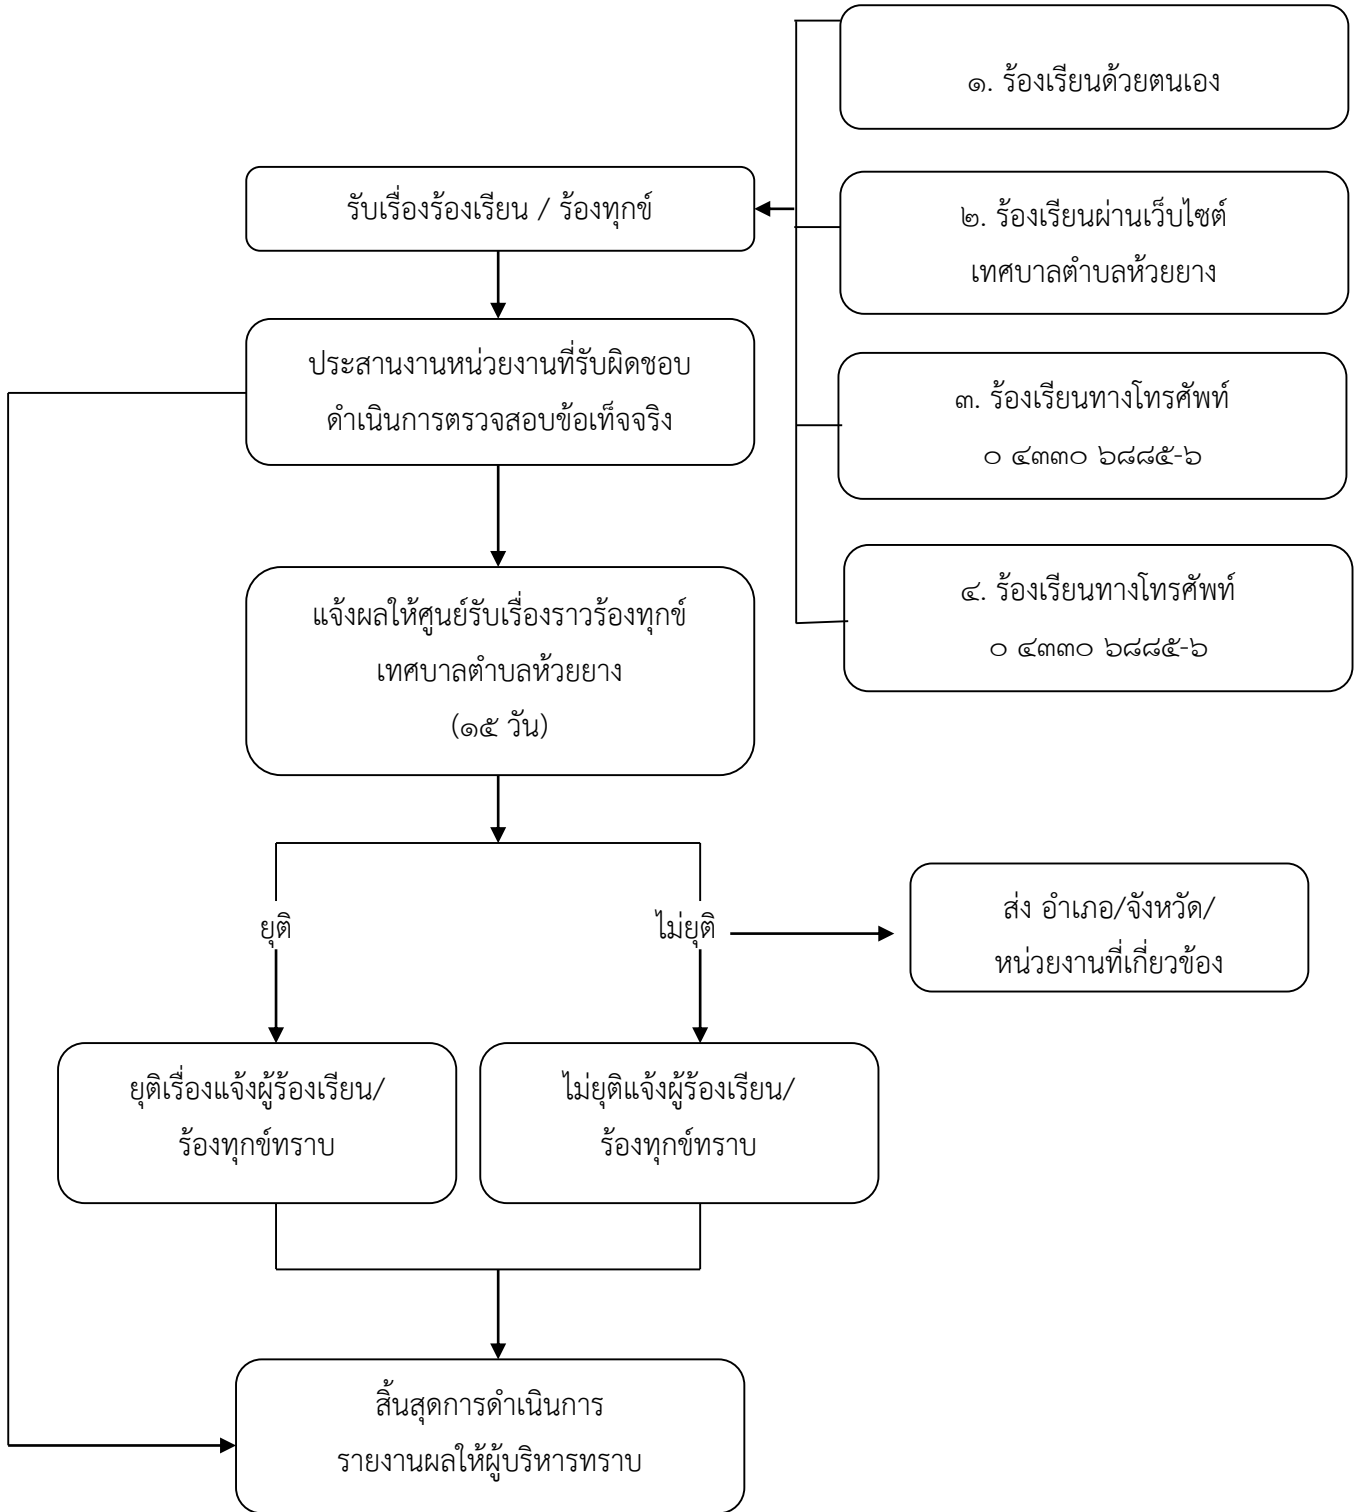 ๑. ร้องเรียนด้วยตนเอง
รับเรื่องร้องเรียน / ร้องทุกข์
๒. ร้องเรียนผ่านเว็บไซต์
เทศบาลตำบลห้วยยาง
ประสานงานหน่วยงานที่รับผิดชอบ
ดำเนินการตรวจสอบข้อเท็จจริง
๓. ร้องเรียนทางโทรศัพท์
๐ ๔๓๓๐ ๖๘๘๕-๖
แจ้งผลให้ศูนย์รับเรื่องราวร้องทุกข์
เทศบาลตำบลห้วยยาง
(๑๕ วัน)
๔. ร้องเรียนทางโทรศัพท์
๐ ๔๓๓๐ ๖๘๘๕-๖
ยุติ
ไม่ยุติ
ส่ง อำเภอ/จังหวัด/
หน่วยงานที่เกี่ยวข้อง
ยุติเรื่องแจ้งผู้ร้องเรียน/
ร้องทุกข์ทราบ
ไม่ยุติแจ้งผู้ร้องเรียน/
ร้องทุกข์ทราบ
สิ้นสุดการดำเนินการ
รายงานผลให้ผู้บริหารทราบ